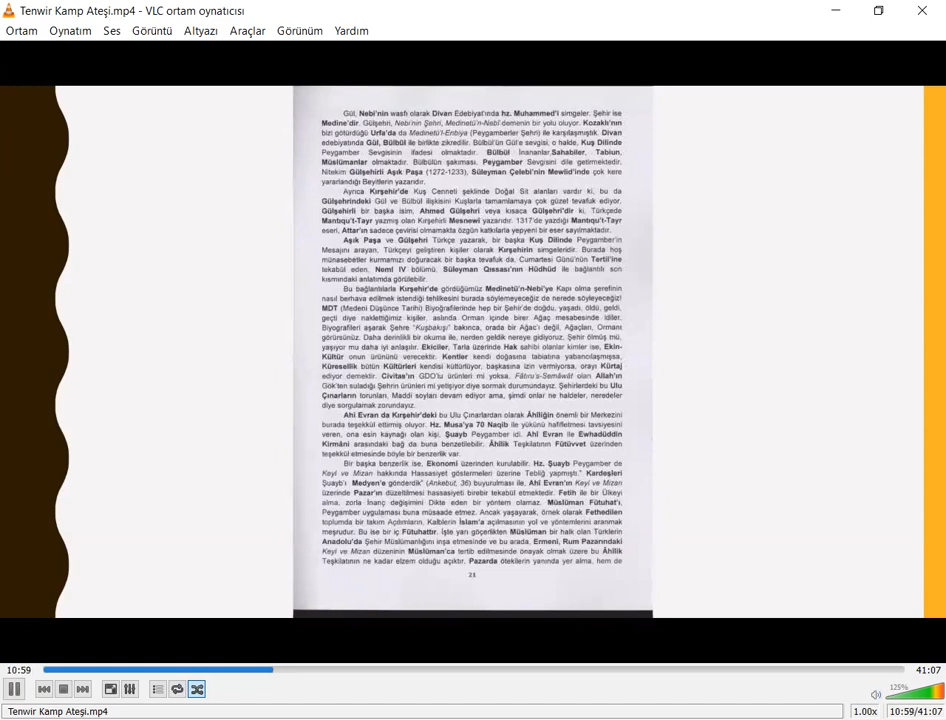 Tenwir Kamp Ateşi.mp4 - VLC ortam oynatıcısı
Ortam Oynatım Ses Görüntü Altyazı Araçlar Görünüm Yardım
Gül, Nebi'nin wasfı olarak Divan Edebiyatı'nda hz. Muhammed'i simgeler. Şehir ise
Medine'dir. Gülşehri, Nebi'nin Şehri, Medinetü'n-Nebî demenin bir yolu oluyor. Kozaklı'nın
bizi götürdüğü Urfa'da da Medinetü'l-Enbiya (Peygamberler Şehri) ile karşılaşmıştık. Divan
edebiyatında Gül, Bülbül ile birlikte zikredilir. Bülbül'ün Gül'e sevgisi, o halde, Kuş Dilinde
Peygamber Sevgisinin ifadesi olmaktadır. Bülbül İnananlar, Sahabiler, Tabiun,
Müslümanlar olmaktadır. Bülbülün şakıması, Peygamber Sevgisini dile getirmektedir.
Nitekim Gülşehirli Aşık Paşa (1272-1233), Süleyman Çelebi'nin Mewlid'inde çok kere
yararlandığı Beyitlerin yazarıdır.
Ayrıca Kırşehir'de Kuş Cenneti şeklinde Doğal Sit alanları vardır ki, bu da
Gülşehrindeki Gül ve Bülbül ilişkisini Kuşlarla tamamlamaya çok güzel tevafuk ediyor.
Gülşehirli bir başka isim, Ahmed Gülşehri veya kısaca Gülşehri'dir ki, Türkçede
Mantıqu't-Tayr yazmış olan Kırşehirli Mesnewî yazarıdır. 1317'de yazdığı Mantıqu't-Tayr
eseri, Attar'ın sadece çevirisi olmamakta özgün katkılarla yepyeni bir eser sayılmaktadır.
Aşık Paşa ve Gülşehri Türkçe yazarak, bir başka Kuş Dilinde Peygamber'in
Mesajını arayan, Türkçeyi geliştiren kişiler olarak Kırşehirin simgeleridir. Burada hoş
münasebetler kurmamızı doğuracak bir başka tevafuk da, Cumartesi Günü'nün Tertil'ine
tekabül eden, Neml IV bölümü, Süleyman Qıssası'nın Hüdhüd ile bağlantılı son
kısmındaki anlatımda görülebilir.
Bu bağlantılarla Kırşehir'de gördüğümüz Medinetü'n-Nebi'ye Kapı olma şerefinin
nasıl berhava edilmek istendiği tehlikesini burada söylemeyeceğiz de nerede söyleyeceğiz!
MDT (Medeni Düşünce Tarihi) Biyoğrafilerinde hep bir Şehir'de doğdu, yaşadı, öldü, geldi,
geçti diye naklettiğimiz kişiler, aslında Orman içinde birer Ağaç mesabesinde idiler.
Biyografileri aşarak Şehre "Kuşbakışı" bakınca, orada bir Ağac'ı değil, Ağaçları, Ormanı
görürsünüz. Daha derinlikli bir okuma ile, nerden geldik nereye gidiyoruz, Şehir ölmüş mü,
yaşıyor mu daha iyi anlaşılır. Ekiciler, Tarla üzerinde Hak sahibi olanlar kimler ise, Ekin-
Kültür onun ürününü verecektir. Kentler kendi doğasına tabiatına yabancılaşmışsa,
Küresellik bütün Kültürleri kendisi kültürlüyor, başkasına izin vermiyorsa, orayı Kürtaj
ediyor demektir. Civitas'ın GDO'lu ürünleri mi yoksa, Fâtıru's-Semâwât olan Allah'ın
Gök'ten suladığı Şehrin ürünleri mi yetişiyor diye sormak durumundayız. Şehirlerdeki bu Ulu
Çınarların torunları, Maddi soyları devam ediyor ama, şimdi onlar ne haldeler, neredeler
diye sorgulamak zorundayız.
Ahî Evran da Kırşehir'deki bu Ulu Çınarlardan olarak Âhîliğin önemli bir Merkezini
burada teşekkül ettirmiş oluyor. Hz. Musa'ya 70 Naqib ile yükünü hafifletmesi tavsiyesini
veren, ona esin kaynağı olan kişi, Şuayb Peygamber idi. Ahî Evran ile Ewhadüddin
Kirmânî arasındaki bağ da buna benzetilebilir. Âhîlik Teşkilatının Fütüvvet üzerinden
teşekkül etmesinde böyle bir benzerlik var.
Bir başka benzerlik ise, Ekonomi üzerinden kurulabilir. Hz. Şuayb Peygamber de
Keyl ve Mizan hakkında Hassasiyet göstermeleri üzerine Tebliğ yapmıştı." Kardeşleri
Şuayb'ı Medyen'e gönderdik" (Ankebut, 36) buyurulması ile, Ahî Evran'ın Keyl ve Mizan
üzerinde Pazar'ın düzeltilmesi hassasiyeti birebir tekabül etmektedir. Fetih ile bir Ülkeyi
alma, zorla İnanç değişimini Dikte eden bir yöntem olamaz. Müslüman Fütuhat'ı,
Peygamber uygulaması buna müsaade etmez. Ancak yaşayarak, örnek olarak Fethedilen
toplumda bir takım Açılımların, Kalblerin İslam'a açılmasının yol ve yöntemlerini aranmak
meşrudur. Bu ise bir iç Fütuhattır. İşte yarı göçerlikten Müslüman bir halk olan Türklerin
Anadolu'da Şehir Müslümanlığını inşa etmesinde ve bu arada, Ermeni, Rum Pazarındaki
Keyl ve Mizan düzeninin Müslüman'ca tertib edilmesinde önayak olmak üzere bu Âhîlik
Teşkilatının ne kadar elzem olduğu açıktır. Pazarda ötekilerin yanında yer alma, hem de
21
10:59 41:07
125%
Tenwir Kamp Ateşi.mp4 1.00x 10:59/41:07